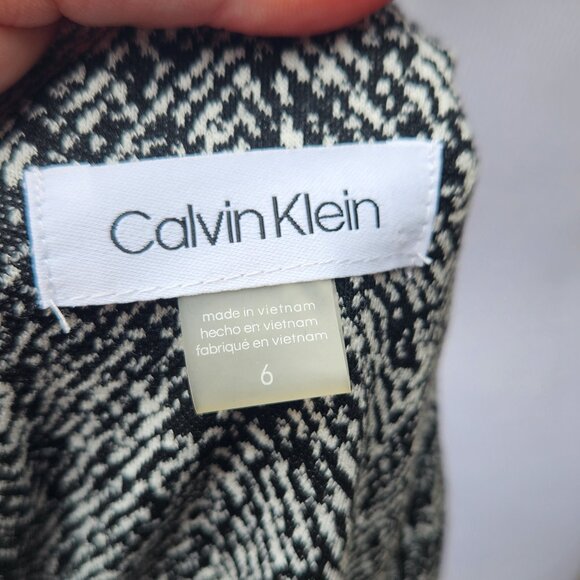 Calvin Klein
made in vietnam
hecho en vietnam
fabriqué en vietnam
6